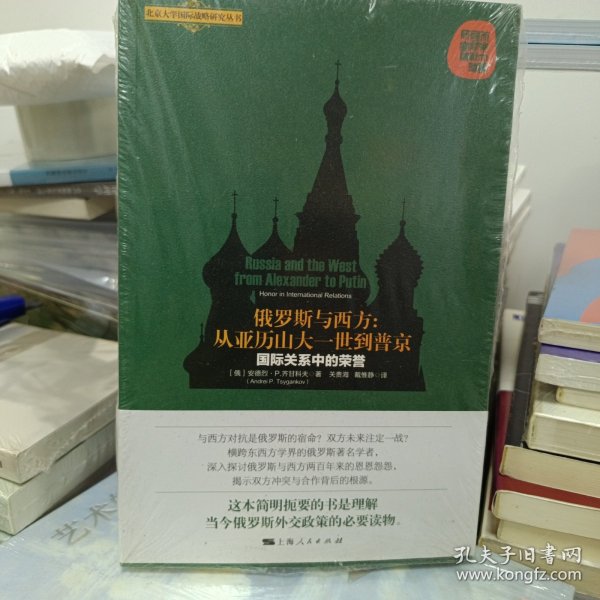 北京大学国际战略研究丛书
Russia and the West
from Alexander to Putin
Honor in International Relations
俄罗斯与西方：
从亚历山大一世到普京
国际关系中的荣誉
［俄］安德烈·P.齐甘科夫 著 关贵海 戴惟静 译
(Andrei P. Tsygankov)
与西方对抗是俄罗斯的宿命？双方未来注定一战？
横跨东西方学界的俄罗斯著名学者，
深入探讨俄罗斯与西方两百年来的恩恩怨怨，
揭示双方冲突与合作背后的根源。
这本简明扼要的书是理解
当今俄罗斯外交政策的必要读物。
上海人民出版社
艺术
孔夫子旧书网
www.kongfz.com